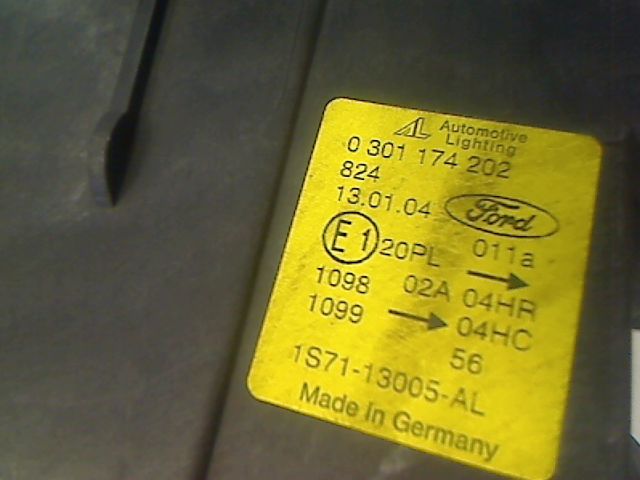 AL Automotive Lighting
0 301 174 202
824
13.01.04 Ford
E1 20PL 011a
1098 02A 04HR
1099 04HC
56
1S71-13005-AL
Made in Germany